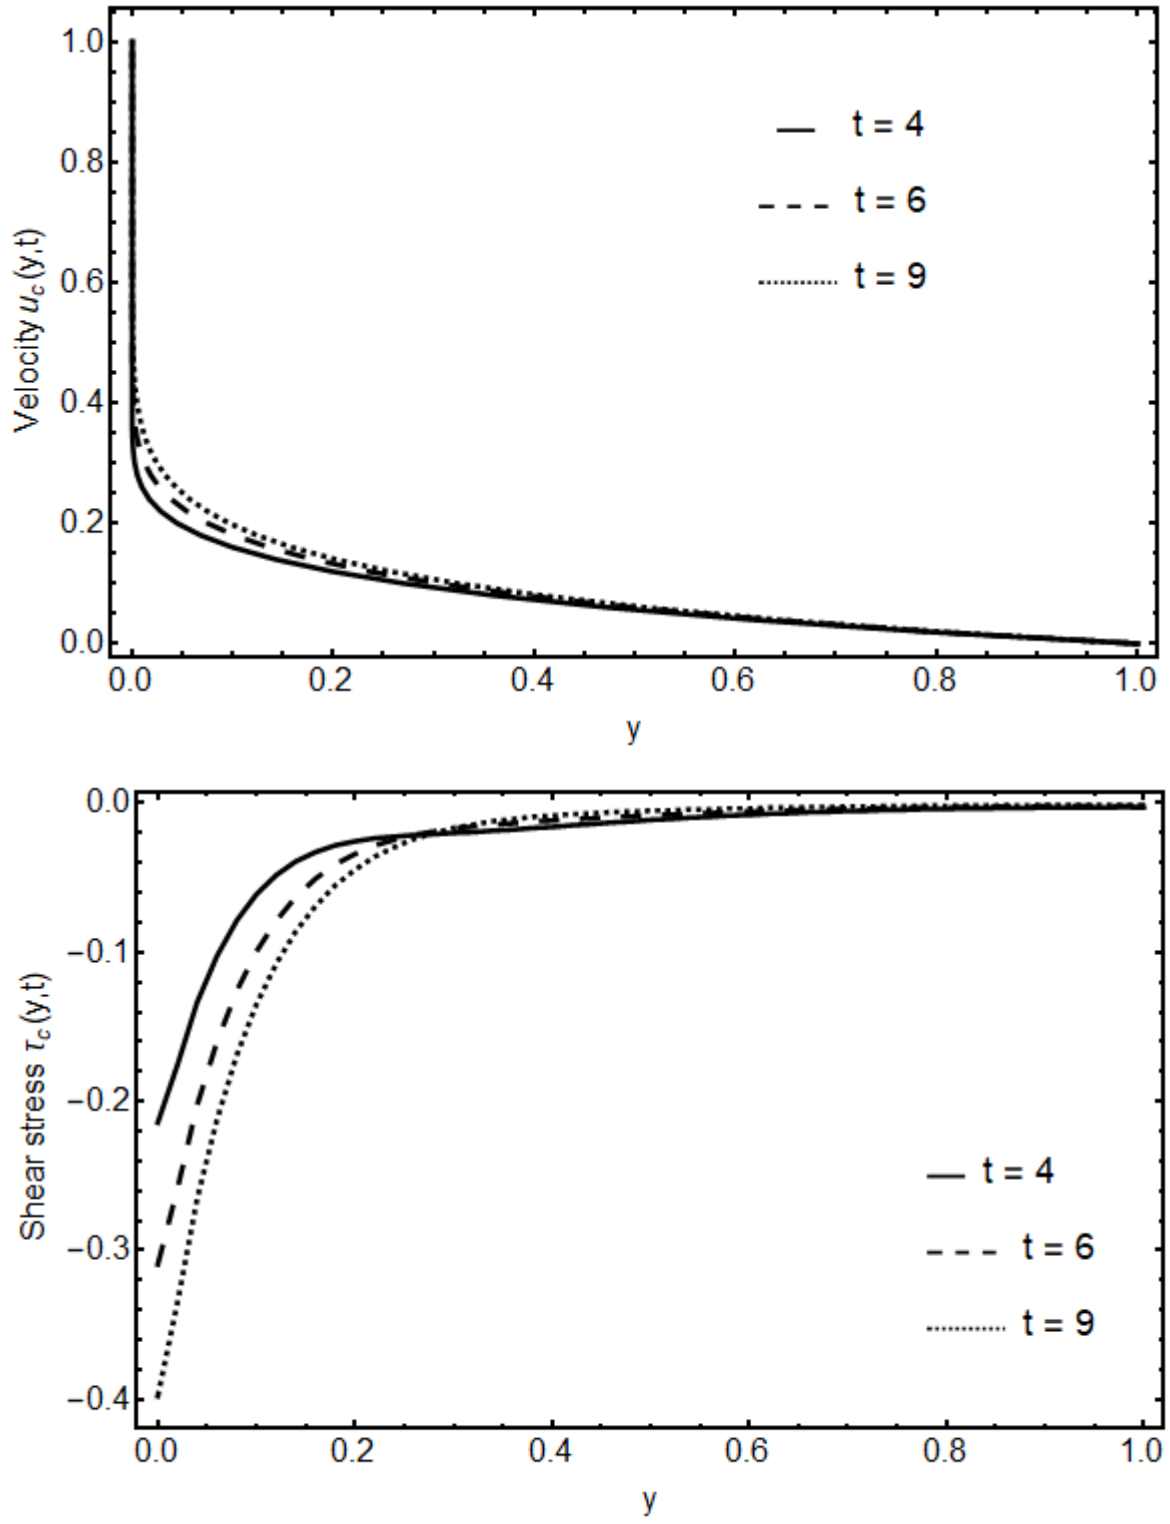 Velocity u_c(y,t)
1.0
0.8
0.6
0.4
0.2
0.0
t = 4
t = 6
t = 9
0.0 0.2 0.4 0.6 0.8 1.0
y
Shear stress τ_c(y,t)
0.0
−0.1
−0.2
−0.3
−0.4
t = 4
t = 6
t = 9
0.0 0.2 0.4 0.6 0.8 1.0
y